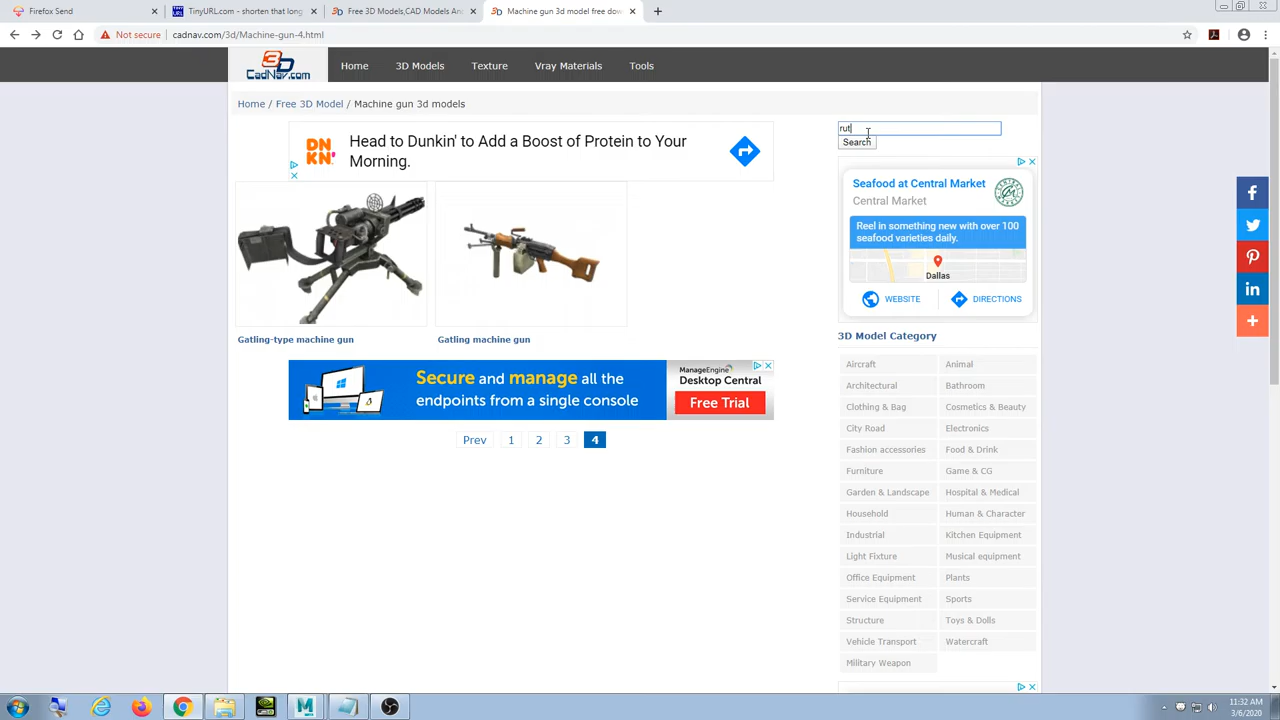 Firefox Send
TinyURL.com - shorten that long
Free 3D Models,CAD Models An
Machine gun 3d model free dow
Not secure
cadnav.com/3d/Machine-gun-4.html
3D
CadNav.com
Home
3D Models
Texture
Vray Materials
Tools
Home / Free 3D Model / Machine gun 3d models
DN
KN'
Head to Dunkin' to Add a Boost of Protein to Your
Morning.
Gatling-type machine gun
Gatling machine gun
Secure and manage all the
endpoints from a single console
ManageEngine
Desktop Central
Free Trial
Prev
1
2
3
4
rut
Search
Seafood at Central Market
Central Market
Reel in something new with over 100
seafood varieties daily.
Dallas
WEBSITE
DIRECTIONS
3D Model Category
Aircraft
Animal
Architectural
Bathroom
Clothing & Bag
Cosmetics & Beauty
City Road
Electronics
Fashion accessories
Food & Drink
Furniture
Game & CG
Garden & Landscape
Hospital & Medical
Household
Human & Character
Industrial
Kitchen Equipment
Light Fixture
Musical equipment
Office Equipment
Plants
Service Equipment
Sports
Structure
Toys & Dolls
Vehicle Transport
Watercraft
Military Weapon
11:32 AM
3/6/2020